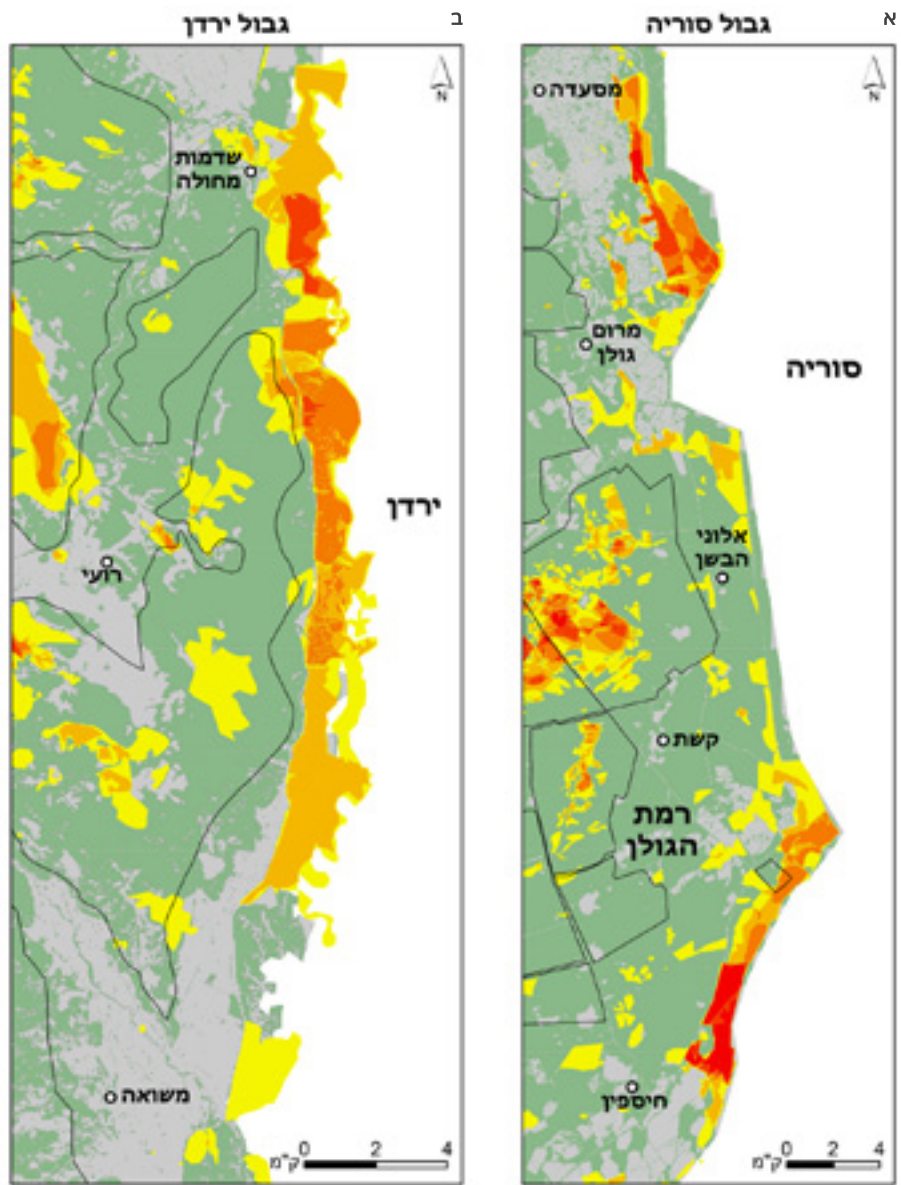 א
גבול סוריה
N
מסעדה
מרום
גולן
סוריה
אלוני
הבשן
קשת
רמת
הגולן
חיספין
0 2 4
ק"מ
ב
גבול ירדן
N
שדמות
מחולה
ירדן
רועי
משואה
0 2 4
ק"מ